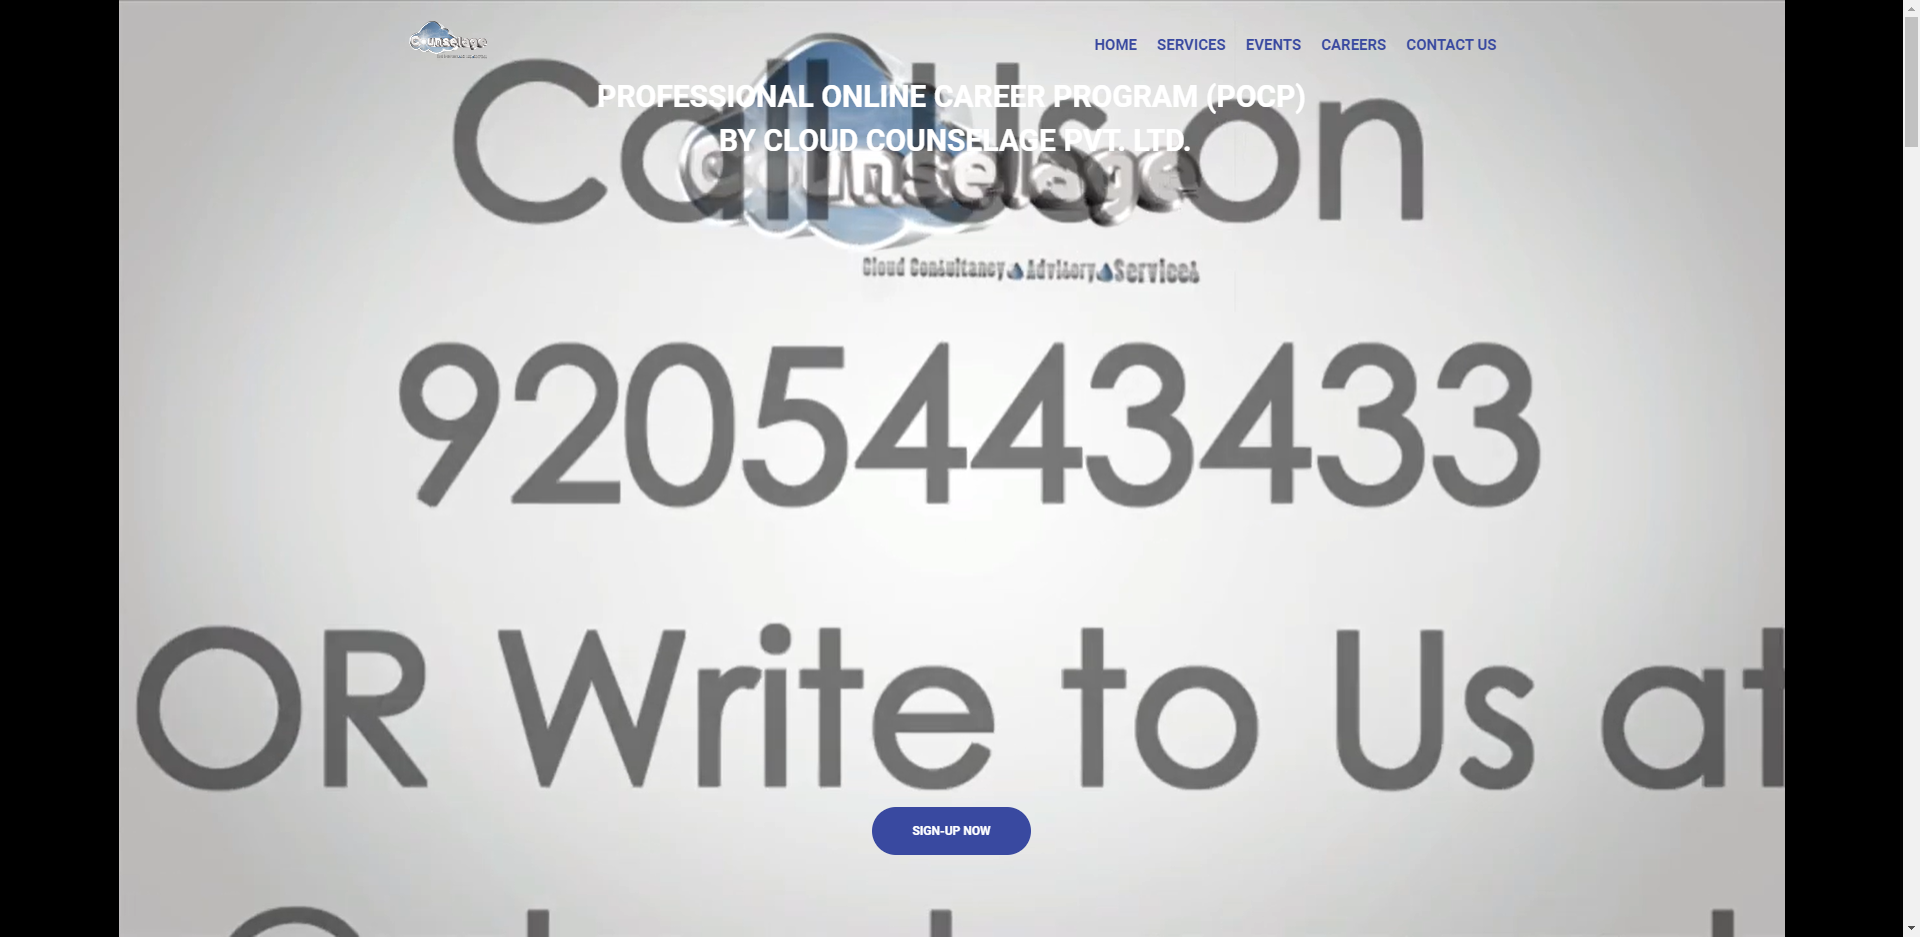 Counselage
HOME SERVICES EVENTS CAREERS CONTACT US
PROFESSIONAL ONLINE CAREER PROGRAM (POCP)
BY CLOUD COUNSELAGE PVT. LTD.
Call Us on
Counselage
Cloud Consultancy Advisory Services
9205443433
OR Write to Us at
SIGN-UP NOW